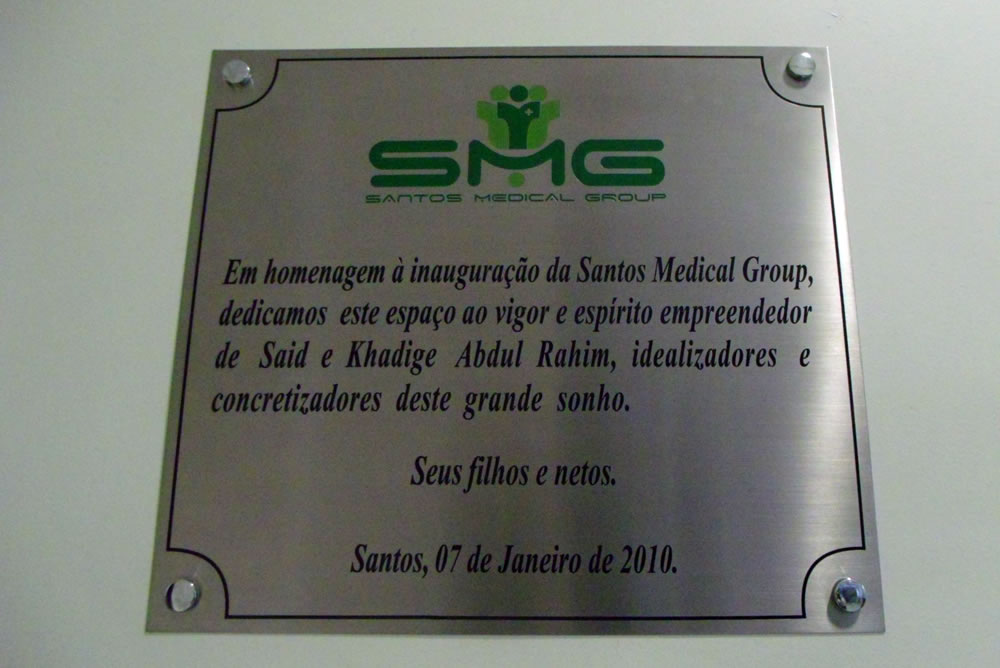 SMG
SANTOS MEDICAL GROUP
Em homenagem à inauguração da Santos Medical Group,
dedicamos este espaço ao vigor e espírito empreendedor
de Said e Khadige Abdul Rahim, idealizadores e
concretizadores deste grande sonho.
Seus filhos e netos.
Santos, 07 de Janeiro de 2010.